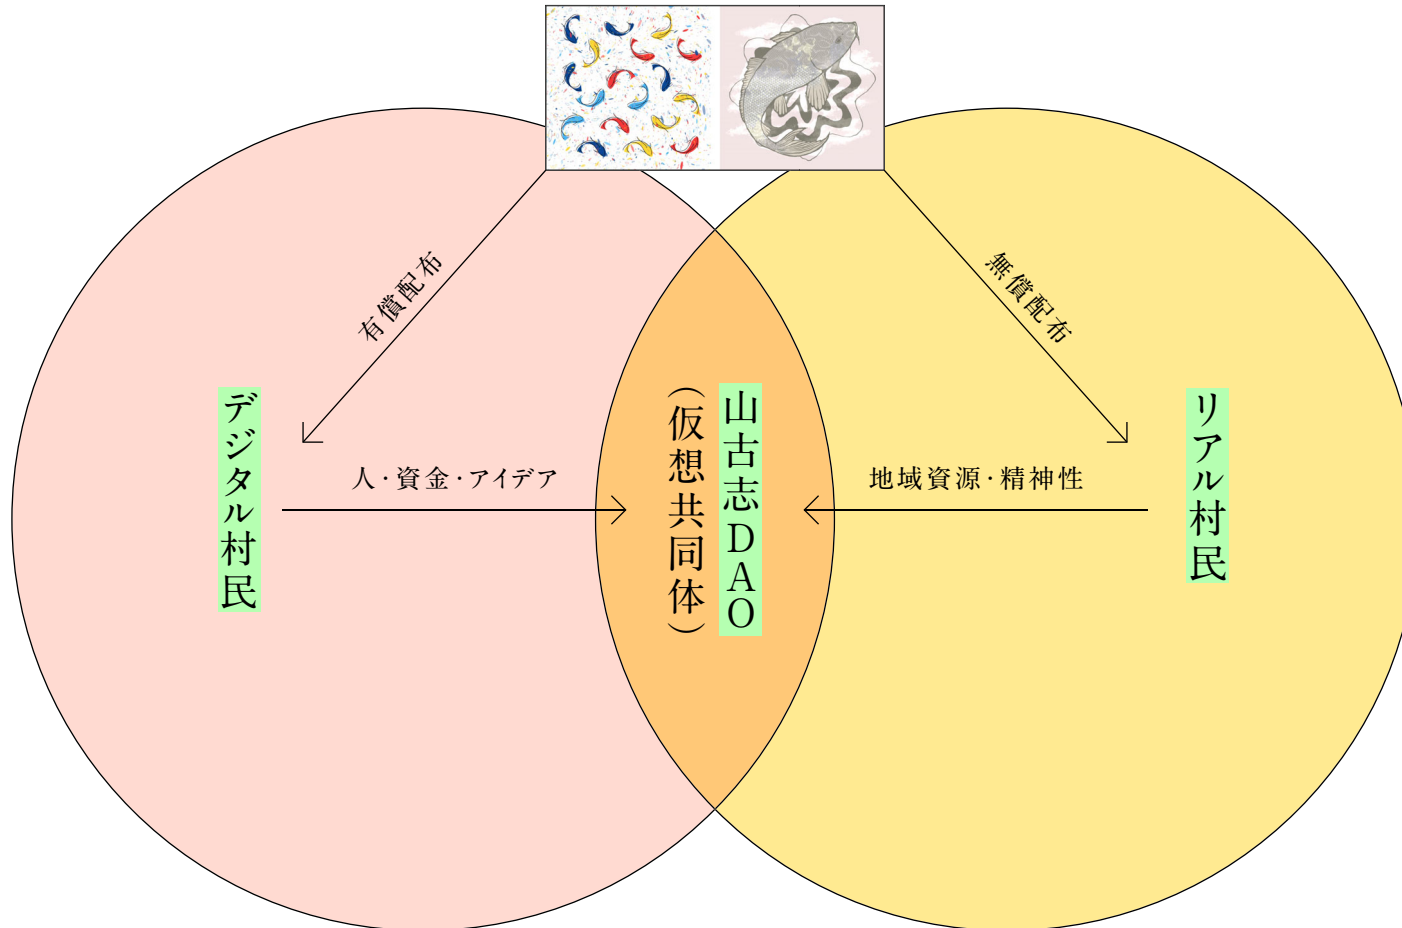 有償配布
無償配布
デジタル村民
人・資金・アイデア
山古志DAO
（仮想共同体）
地域資源・精神性
リアル村民